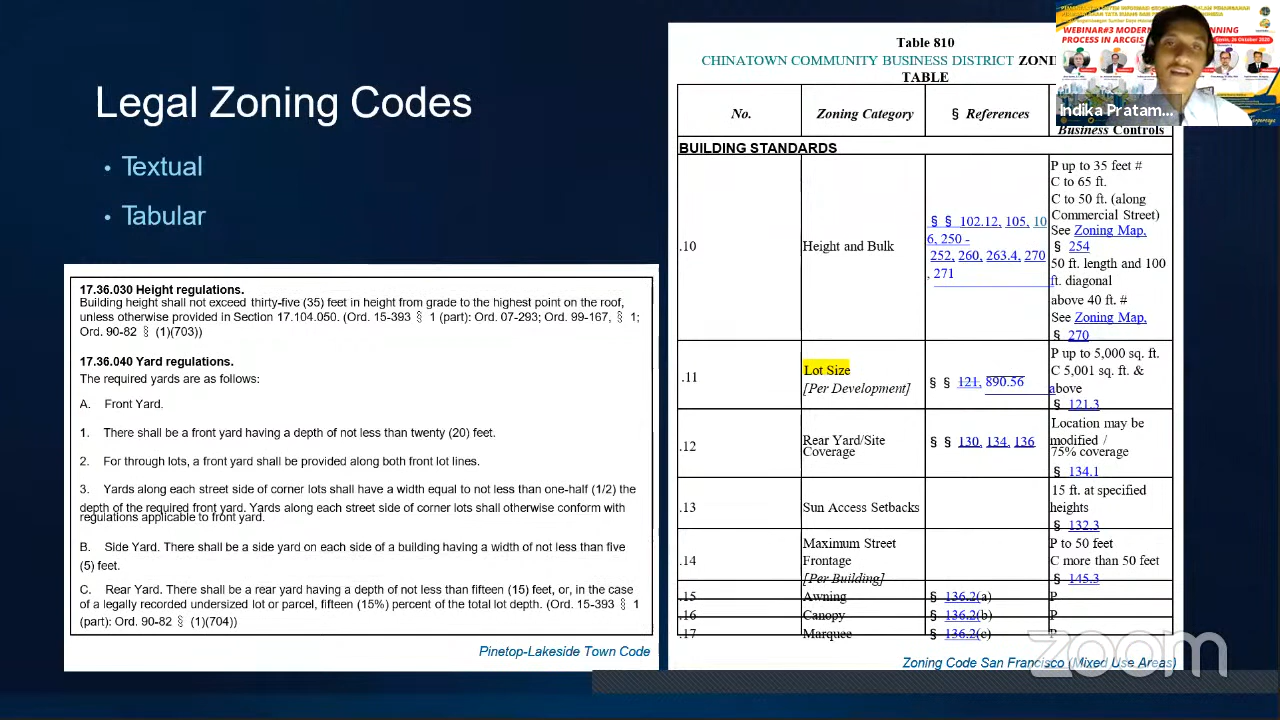 Legal Zoning Codes
• Textual
• Tabular
17.36.030 Height regulations.
Building height shall not exceed thirty-five (35) feet in height from grade to the highest point on the roof,
unless otherwise provided in Section 17.104.050. (Ord. 15-393 § 1 (part): Ord. 07-293; Ord. 99-167, § 1;
Ord. 90-82 § (1)(703))
17.36.040 Yard regulations.
The required yards are as follows:
A. Front Yard.
1. There shall be a front yard having a depth of not less than twenty (20) feet.
2. For through lots, a front yard shall be provided along both front lot lines.
3. Yards along each street side of corner lots shall have a width equal to not less than one-half (1/2) the
depth of the required front yard. Yards along each street side of corner lots shall otherwise conform with
regulations applicable to front yard.
B. Side Yard. There shall be a side yard on each side of a building having a width of not less than five
(5) feet.
C. Rear Yard. There shall be a rear yard having a depth of not less than fifteen (15) feet, or, in the case
of a legally recorded undersized lot or parcel, fifteen (15%) percent of the total lot depth. (Ord. 15-393 § 1
(part): Ord. 90-82 § (1)(704))
Pinetop-Lakeside Town Code
Table 810
CHINATOWN COMMUNITY BUSINESS DISTRICT ZONI
TABLE
No.
Zoning Category
§ References
Business Controls
BUILDING STANDARDS
.10
Height and Bulk
§ § 102.12, 105, 10
6, 250 -
252, 260, 263.4, 270
, 271
P up to 35 feet #
C to 65 ft.
C to 50 ft. (along
Commercial Street)
See Zoning Map,
§ 254
50 ft. length and 100
ft. diagonal
above 40 ft. #
See Zoning Map,
§ 270
.11
Lot Size
[Per Development]
§ § 121, 890.56
P up to 5,000 sq. ft.
C 5,001 sq. ft. &
above
§ 121.3
.12
Rear Yard/Site
Coverage
§ § 130, 134, 136
Location may be
modified /
75% coverage
§ 134.1
.13
Sun Access Setbacks
15 ft. at specified
heights
§ 132.3
.14
Maximum Street
Frontage
[Per Building]
P to 50 feet
C more than 50 feet
§ 145.3
.15 Awning § 136.2(a) P
.16 Canopy § 136.2(b) P
.17 Marquee § 136.2(c) P
Zoning Code San Francisco (Mixed Use Areas)
WEBINAR#3 MODERN
NING
PROCESS IN ARCGIS
Senin, 26 Oktober 2020
Indika Pratam...
zoom